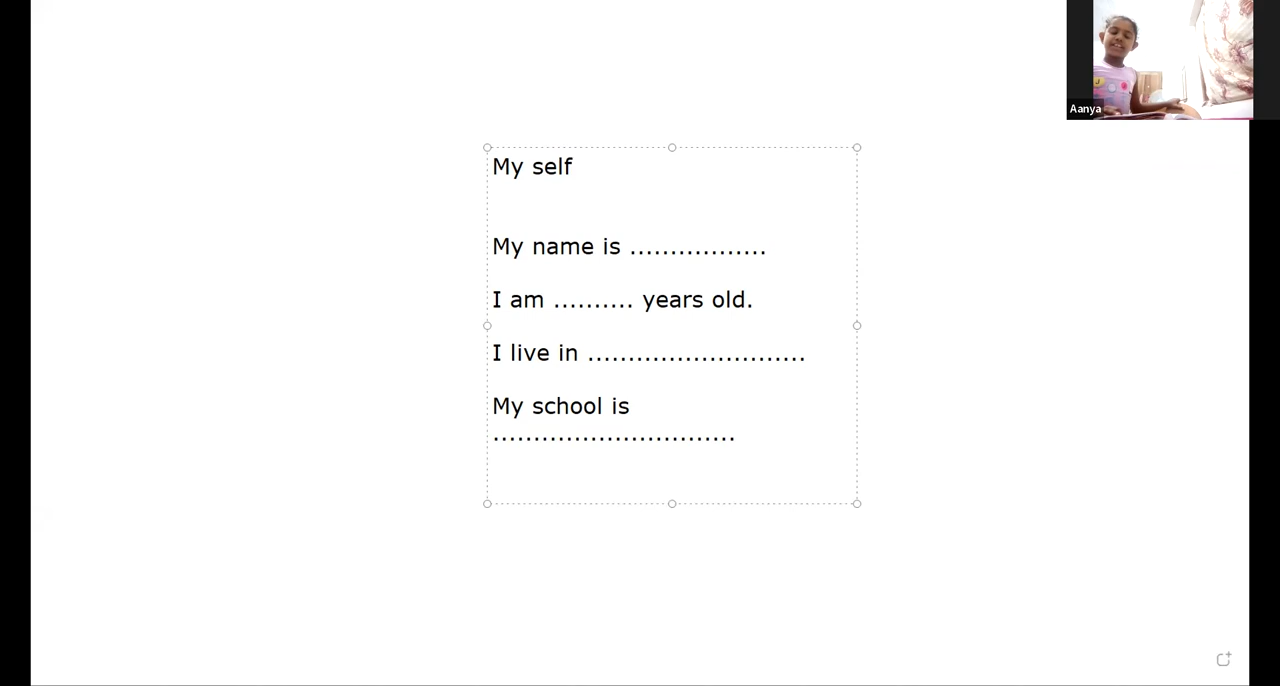 Aanya
My self
My name is .................
I am .......... years old.
I live in ...........................
My school is
..............................